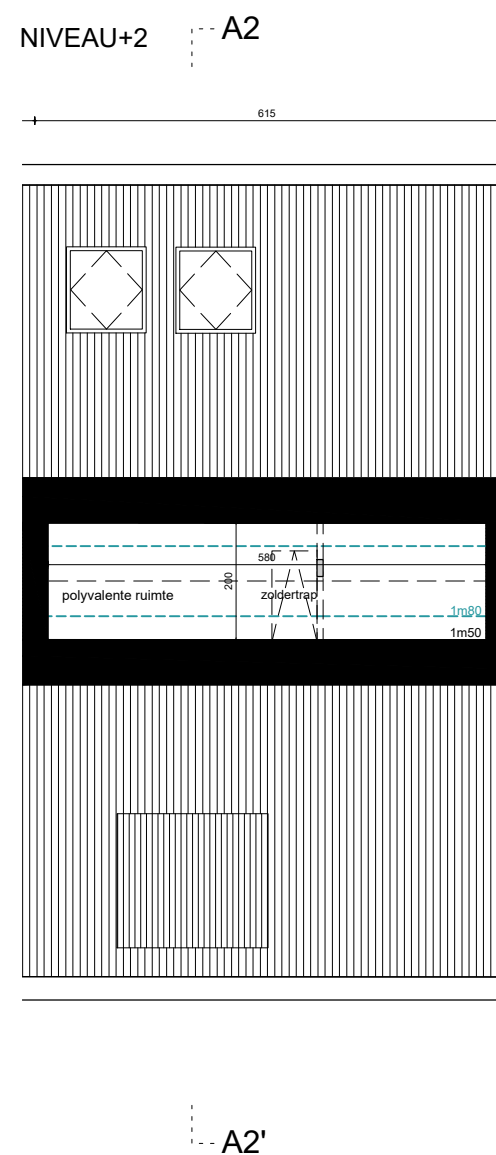 NIVEAU+2
A2
615
580
200
polyvalente ruimte
zoldertrap
1m80
1m50
A2'